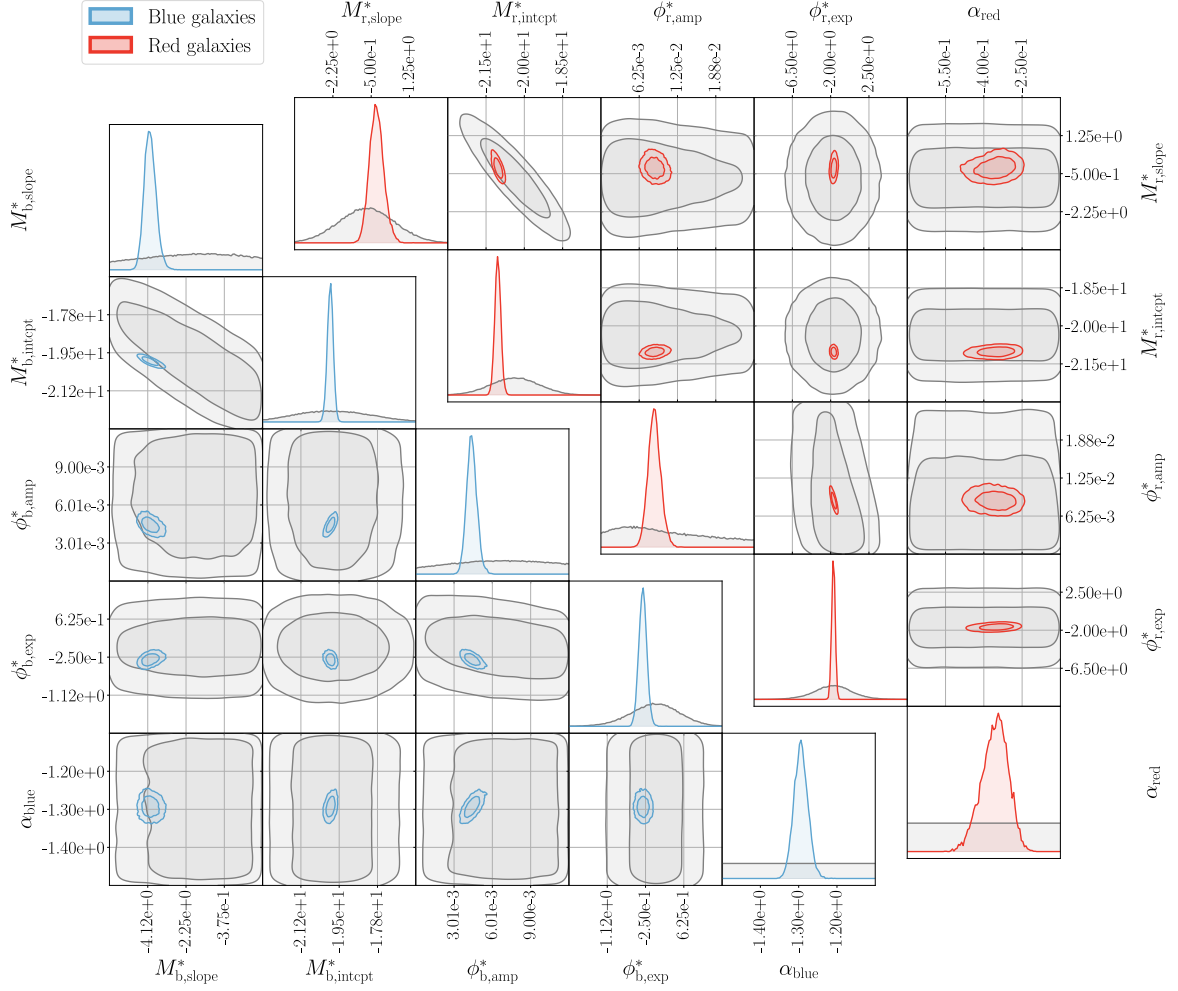 Blue galaxies
Red galaxies
M*r,slope M*r,intcpt ϕ*r,amp ϕ*r,exp αred
-2.25e+0 -5.00e-1 1.25e+0 -2.15e+1 -2.00e+1 -1.85e+1 6.25e-3 1.25e-2 1.88e-2 -6.50e+0 -2.00e+0 2.50e+0 -5.50e-1 -4.00e-1 -2.50e-1
M*b,slope
1.25e+0
-5.00e-1
-2.25e+0
M*r,slope
M*b,intcpt
-1.78e+1
-1.95e+1
-2.12e+1
-1.85e+1
-2.00e+1
-2.15e+1
M*r,intcpt
ϕ*b,amp
9.00e-3
6.01e-3
3.01e-3
1.88e-2
1.25e-2
6.25e-3
ϕ*r,amp
ϕ*b,exp
6.25e-1
-2.50e-1
-1.12e+0
2.50e+0
-2.00e+0
-6.50e+0
ϕ*r,exp
αblue
-1.20e+0
-1.30e+0
-1.40e+0
αred
-4.12e+0 -2.25e+0 -3.75e-1 -2.12e+1 -1.95e+1 -1.78e+1 3.01e-3 6.01e-3 9.00e-3 -1.12e+0 -2.50e-1 6.25e-1 -1.40e+0 -1.30e+0 -1.20e+0
M*b,slope M*b,intcpt ϕ*b,amp ϕ*b,exp αblue